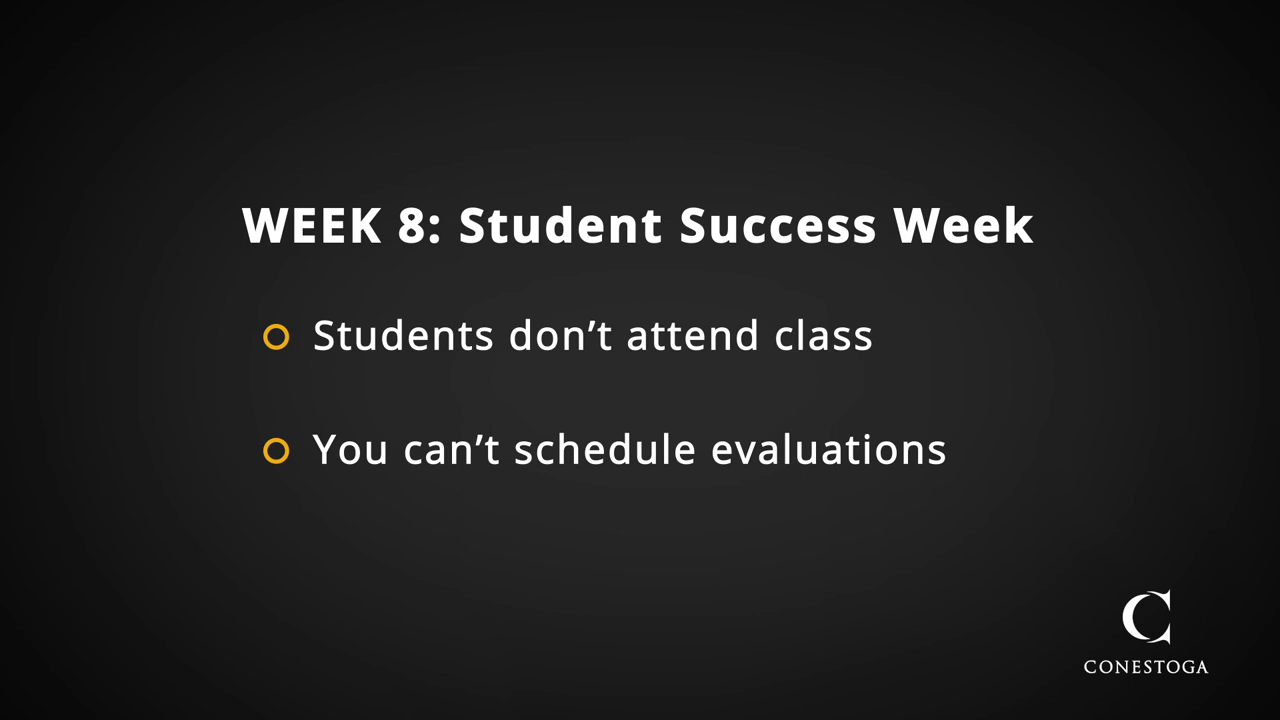 WEEK 8: Student Success Week
Students don’t attend class
You can’t schedule evaluations
C
CONESTOGA